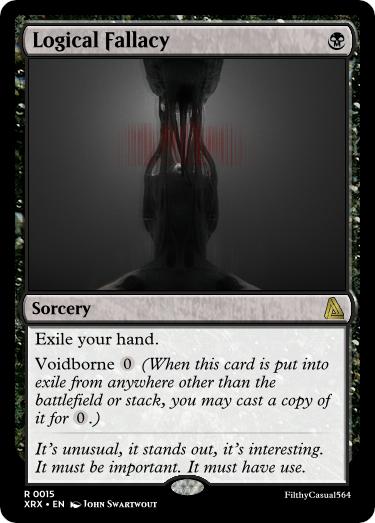 Logical Fallacy
Sorcery
Exile your hand.
Voidborne 0 (When this card is put into
exile from anywhere other than the
battlefield or stack, you may cast a copy of
it for 0.)
It's unusual, it stands out, it's interesting.
It must be important. It must have use.
R 0015
XRX • EN John Swartwout
FilthyCasual564